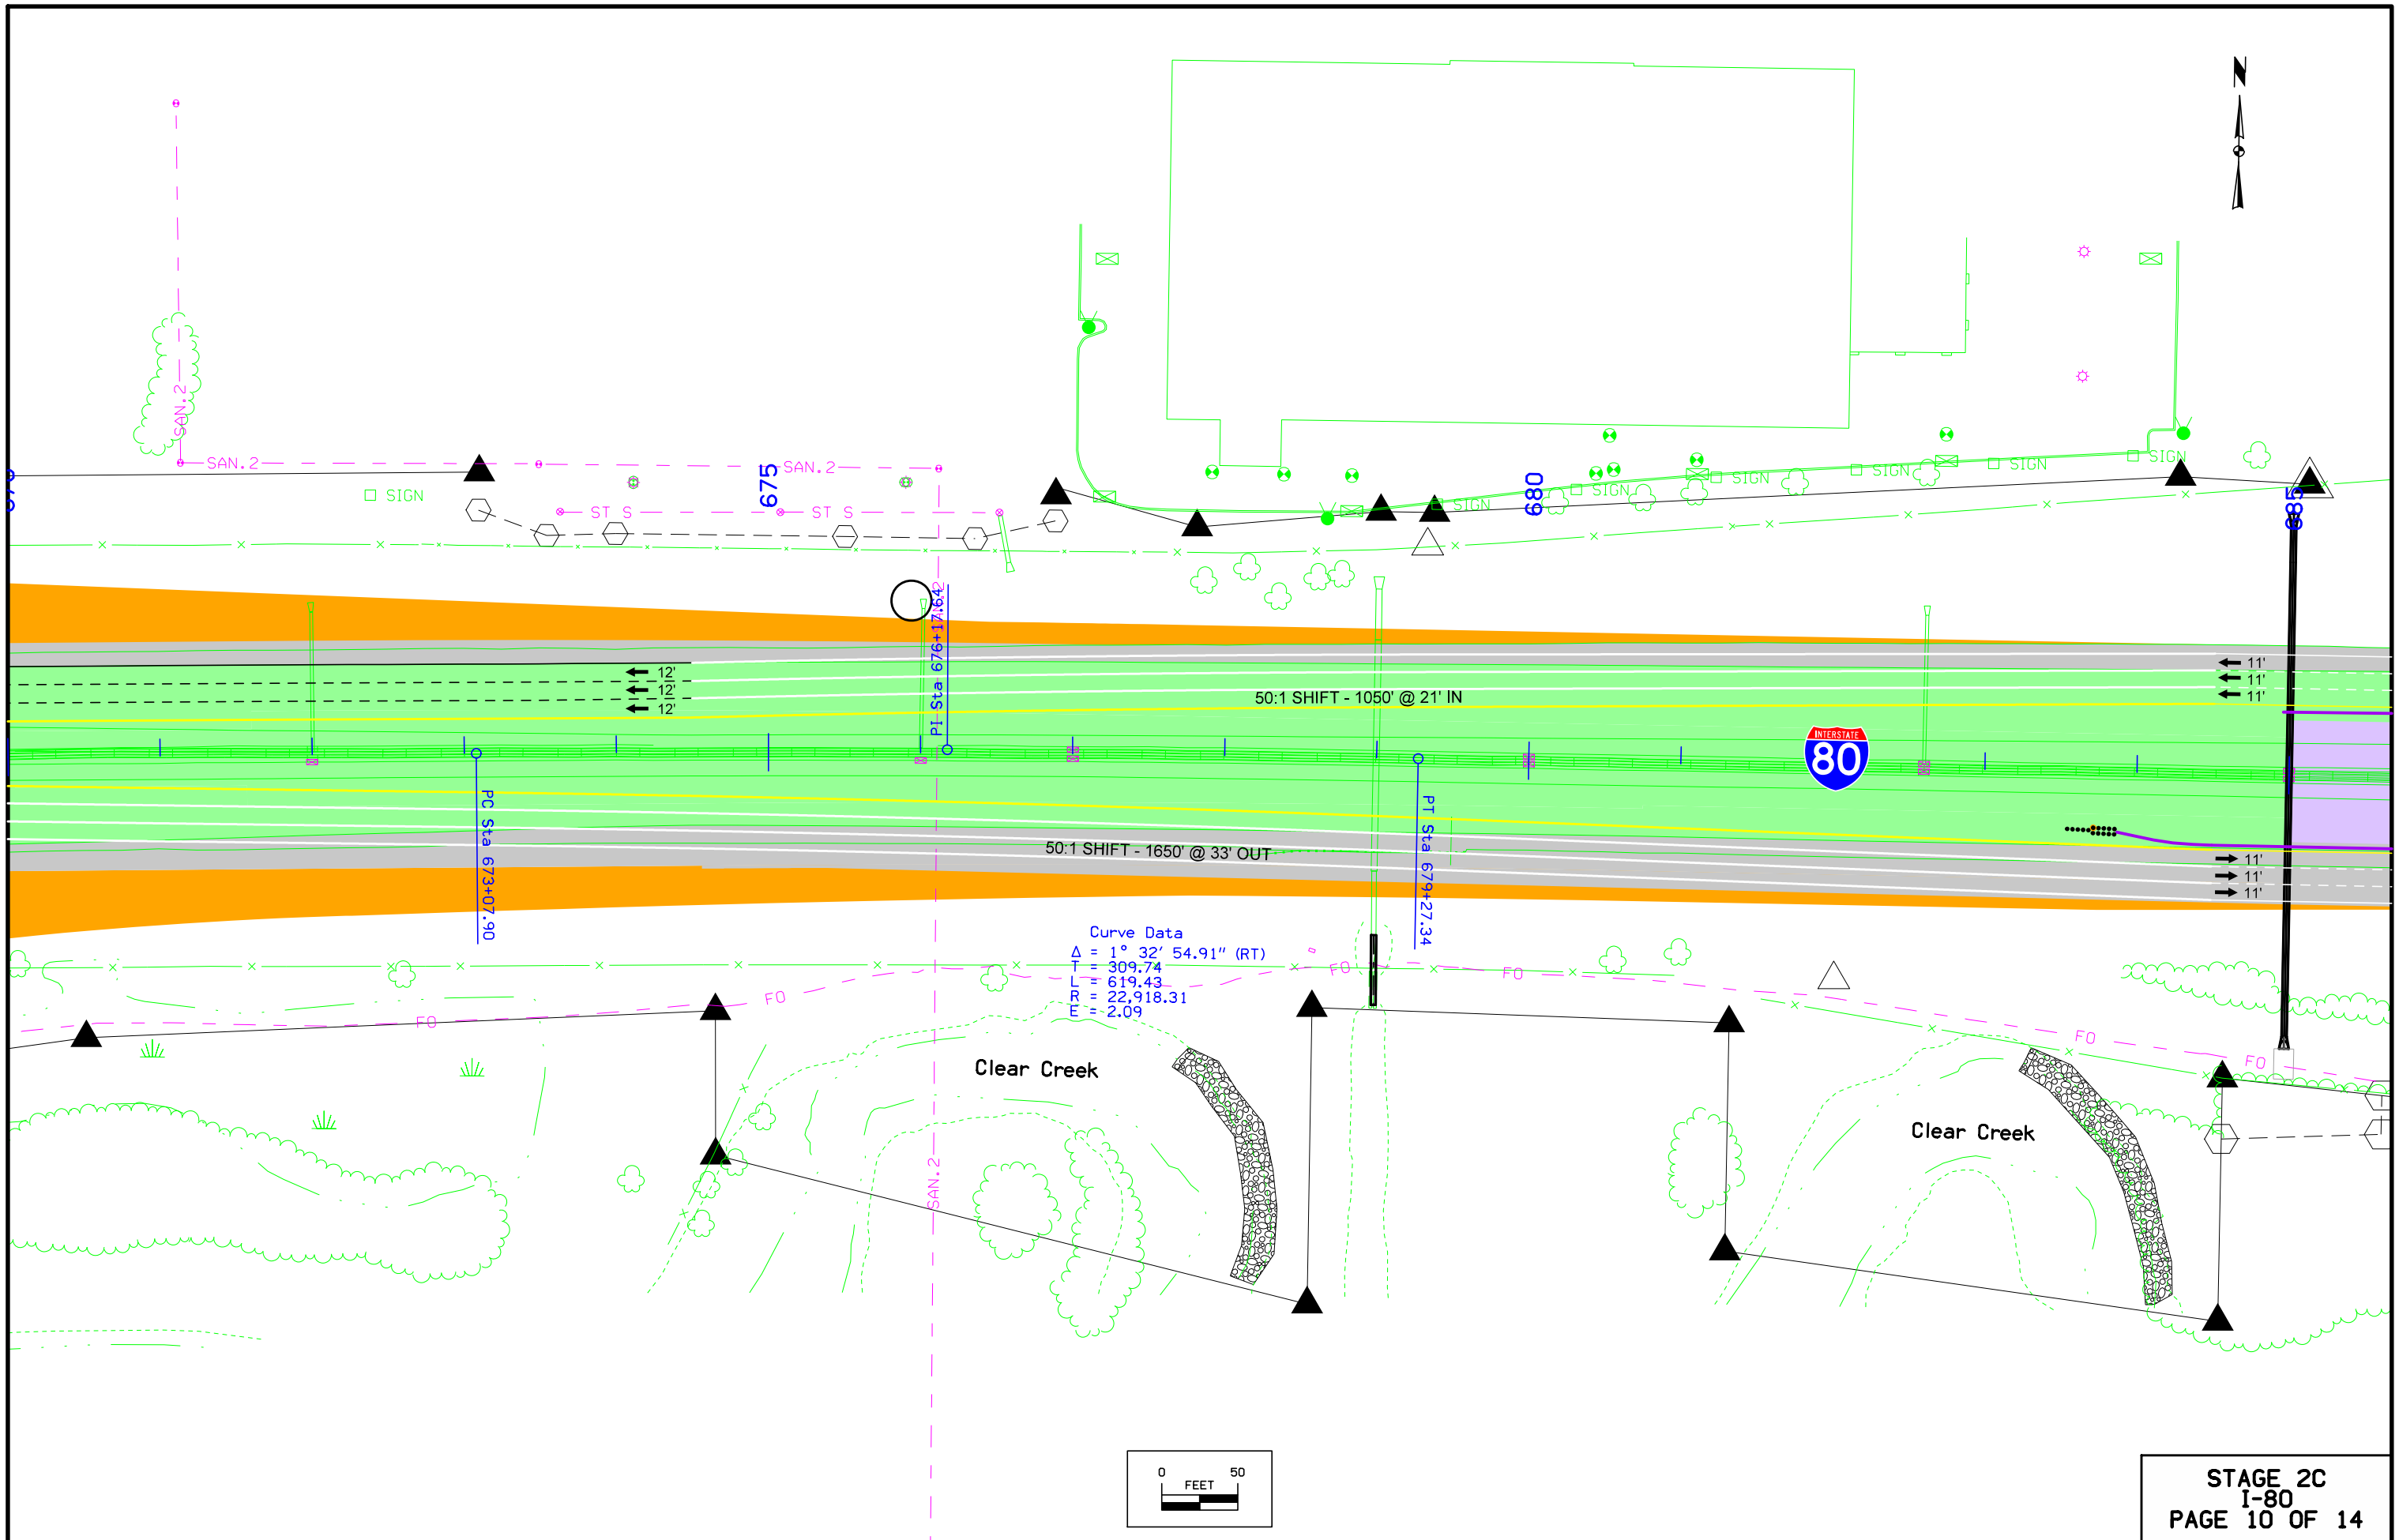 N
SAN.2
SAN.2
SAN.2
675
680
685
SIGN
SIGN
SIGN
SIGN
SIGN
SIGN
SIGN
ST S
ST S
PI Sta 676+17.64
12'
12'
12'
50:1 SHIFT - 1050' @ 21' IN
11'
11'
11'
INTERSTATE
80
PC Sta 673+07.90
50:1 SHIFT - 1650' @ 33' OUT
PT Sta 679+27.34
11'
11'
11'
Curve Data
Δ = 1° 32' 54.91" (RT)
T = 309.74
L = 619.43
R = 22,918.31
E = 2.09
FO
FO
FO
FO
FO
FO
Clear Creek
Clear Creek
SAN.2
0 50
FEET
STAGE 2C
I-80
PAGE 10 OF 14